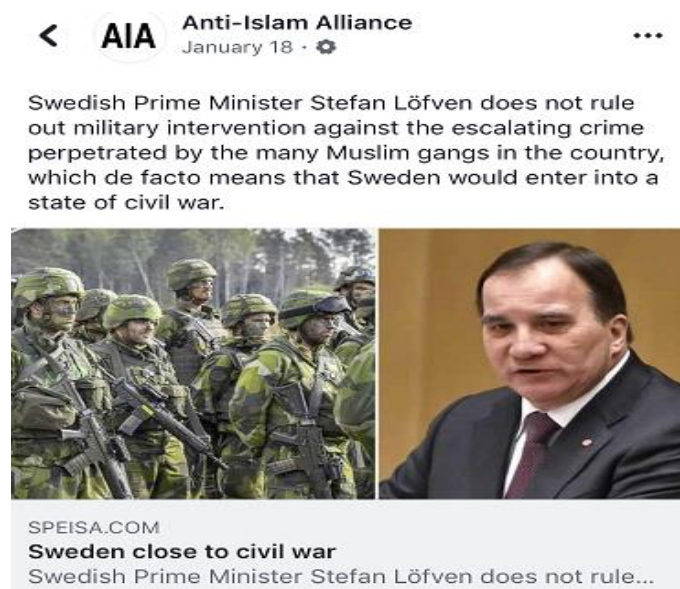 Anti-Islam Alliance
AIA
January 18 ·
Swedish Prime Minister Stefan Löfven does not rule
out military intervention against the escalating crime
perpetrated by the many Muslim gangs in the country,
which de facto means that Sweden would enter into a
state of civil war.
SPEISA.COM
Sweden close to civil war
Swedish Prime Minister Stefan Löfven does not rule...